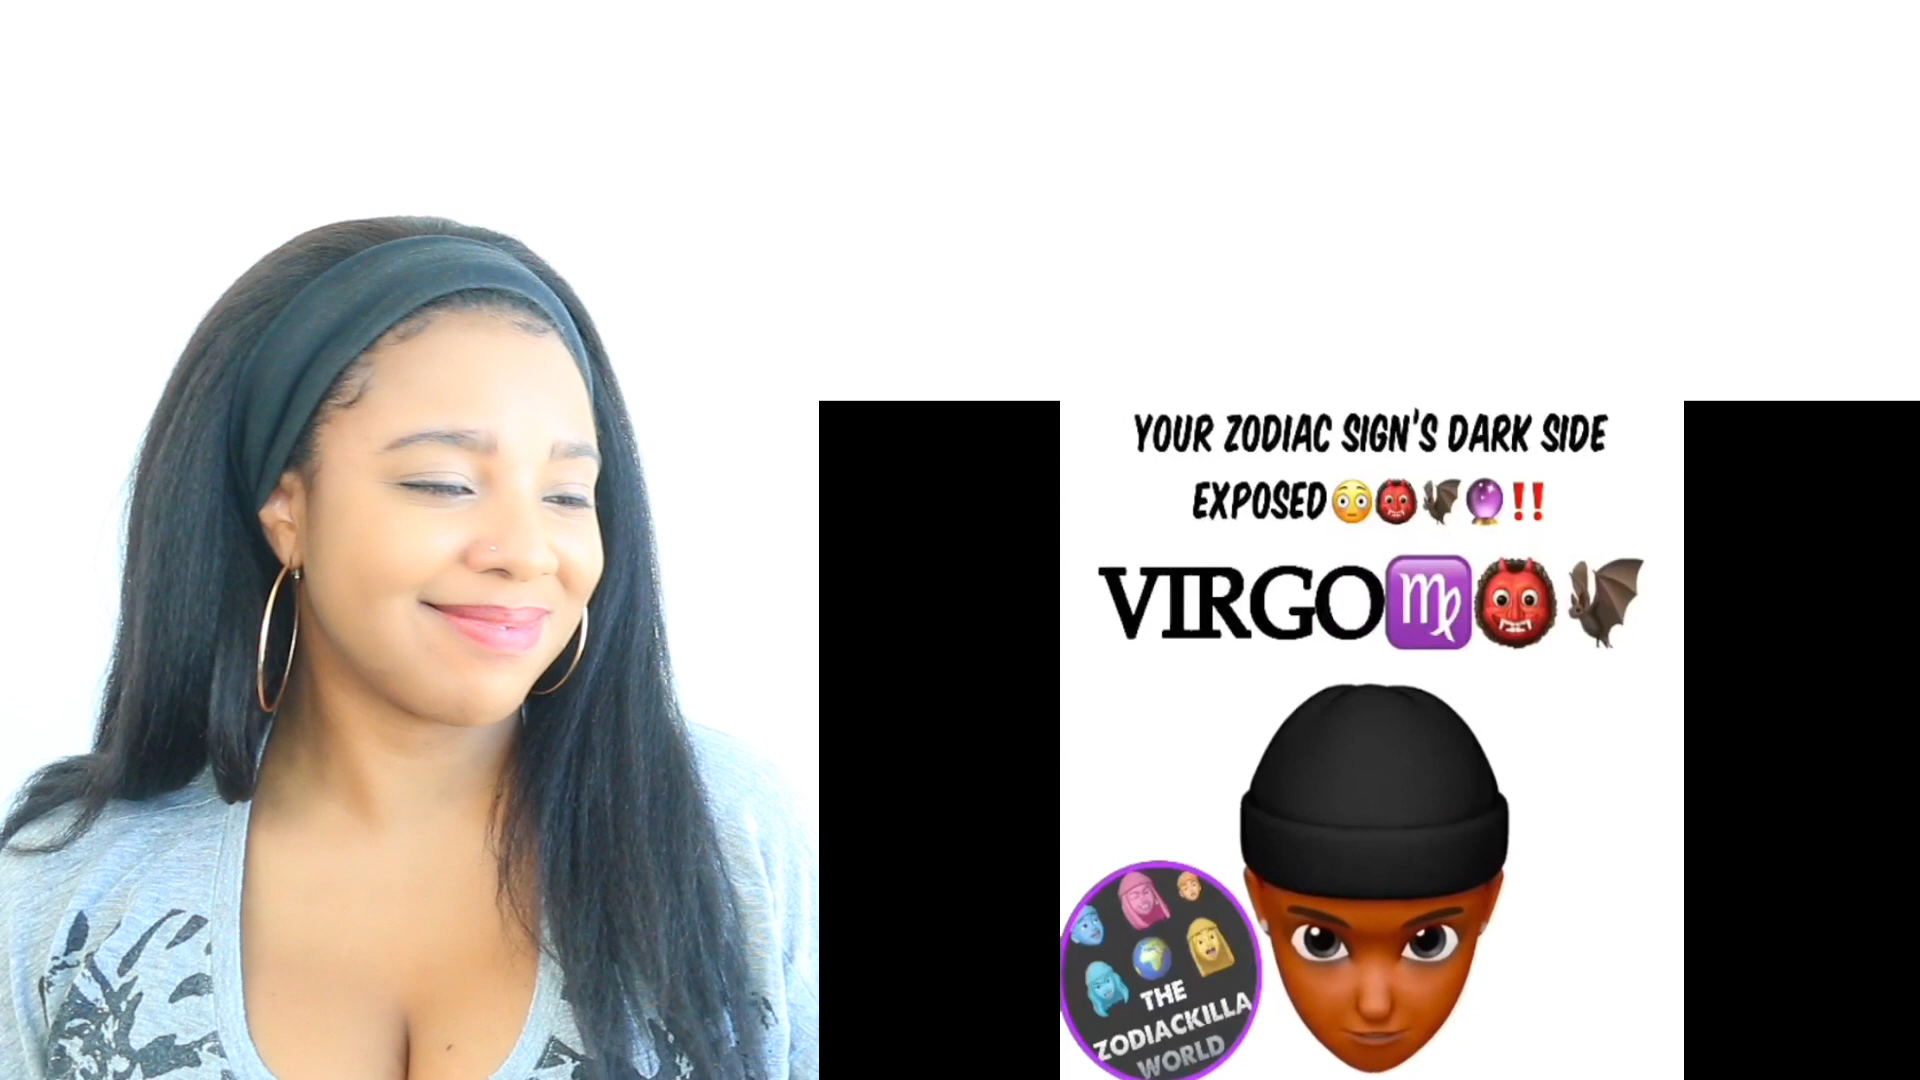 YOUR ZODIAC SIGN'S DARK SIDE
EXPOSED😳👹🦇🔮‼️
VIRGO♍👹🦇
THE
ZODIACKILLA
WORLD